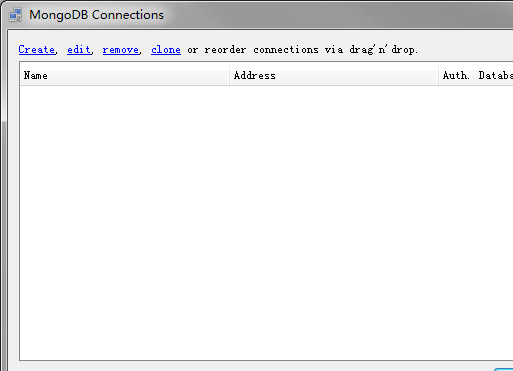 MongoDB Connections
Create, edit, remove, clone or reorder connections via drag'n'drop.
Name Address Auth. Databa